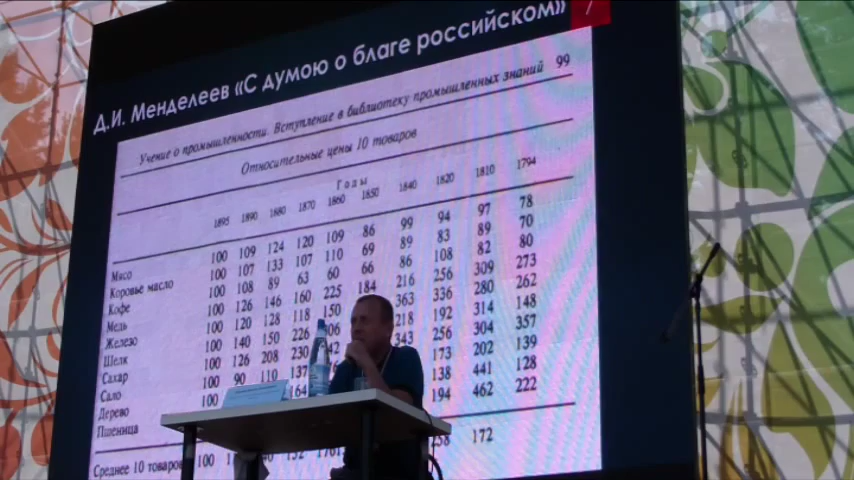 7
Д.И. Менделеев «С думою о благе российском»
Учение о промышленности. Вступление в библиотеку промышленных знаний 99
Относительные цены 10 товаров
Годы
1895 1890 1880 1870 1860 1850 1840 1820 1810 1794
Мясо 100 109 124 120 109 86 99 94 97 78
Коровье масло 100 107 133 107 110 69 89 83 89 70
Кофе 100 108 89 63 60 66 86 108 82 80
Медь 100 126 146 160 225 184 216 256 309 273
Железо 100 120 128 118 150 363 336 280 262
Шелк 100 140 150 226 218 192 314 148
Сахар 100 126 208 230 343 256 304 357
Сало 100 90 110 137 173 202 139
Дерево 100 164 138 441 128
Пшеница 194 462 222
Среднее 10 товаров 100 172